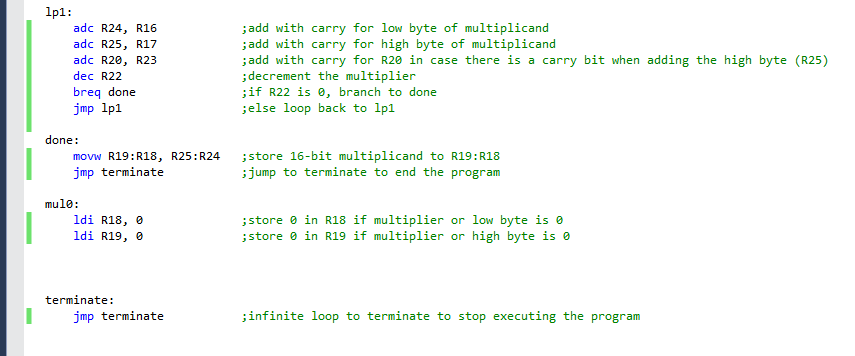 lp1:
adc R24, R16 ;add with carry for low byte of multiplicand
adc R25, R17 ;add with carry for high byte of multiplicand
adc R20, R23 ;add with carry for R20 in case there is a carry bit when adding the high byte (R25)
dec R22 ;decrement the multiplier
breq done ;if R22 is 0, branch to done
jmp lp1 ;else loop back to lp1
done:
movw R19:R18, R25:R24 ;store 16-bit multiplicand to R19:R18
jmp terminate ;jump to terminate to end the program
mul0:
ldi R18, 0 ;store 0 in R18 if multiplier or low byte is 0
ldi R19, 0 ;store 0 in R19 if multiplier or high byte is 0
terminate:
jmp terminate ;infinite loop to terminate to stop executing the program